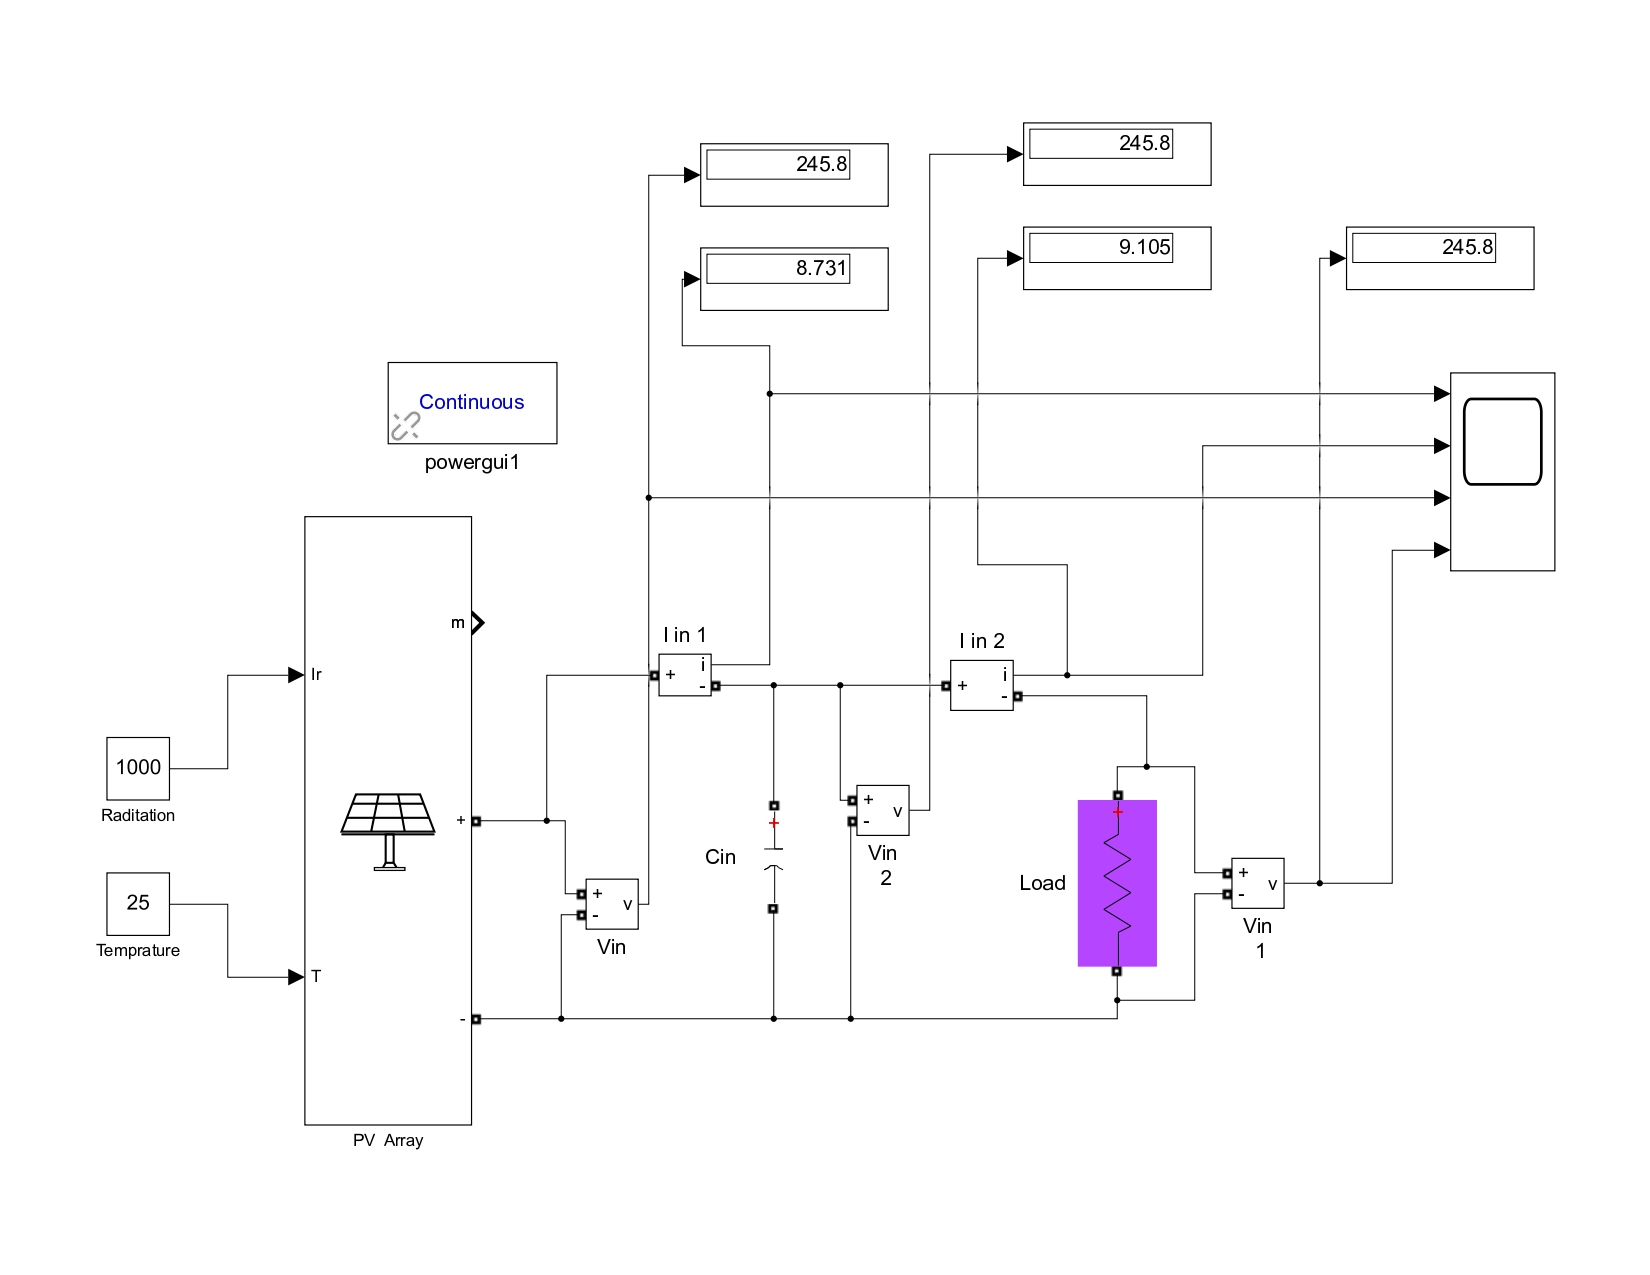 245.8
245.8
8.731
9.105
245.8
Continuous
powergui1
m
Ir
I in 1
+
i
-
I in 2
+
i
-
1000
Raditation
+
+
-
v
Vin
Cin
+
+
-
v
Vin
2
+
Load
+
-
v
Vin
1
25
Temprature
T
-
PV Array